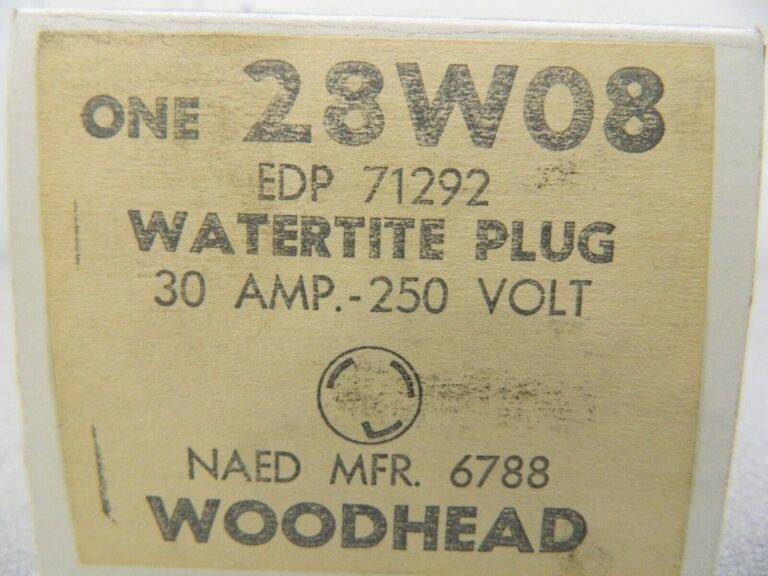 ONE 28W08
EDP 71292
WATERTITE PLUG
30 AMP.-250 VOLT
NAED MFR. 6788
WOODHEAD